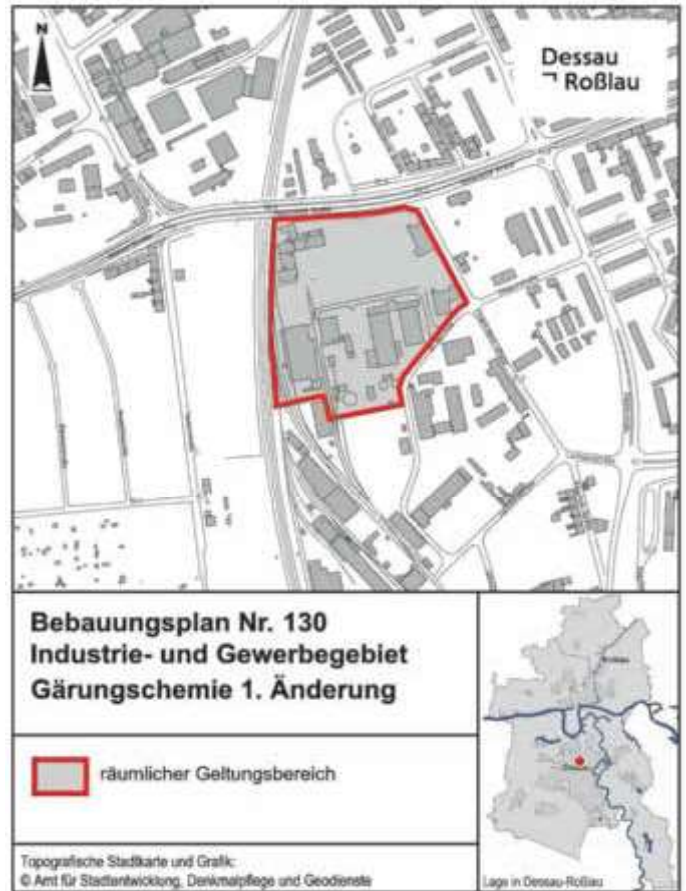 N
Dessau
Roßlau
Bebauungsplan Nr. 130
Industrie- und Gewerbegebiet
Gärungschemie 1. Änderung
räumlicher Geltungsbereich
Topografische Stadtkarte und Grafik:
© Amt für Stadtentwicklung, Denkmalpflege und Geodienste
Lage in Dessau-Roßlau